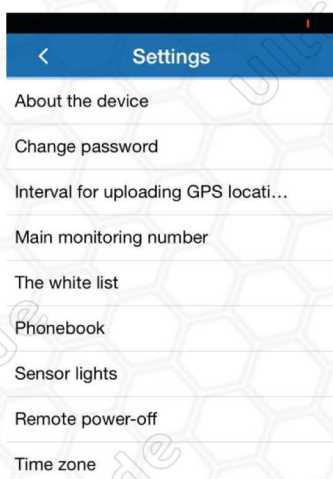 Settings
About the device
Change password
Interval for uploading GPS locati...
Main monitoring number
The white list
Phonebook
Sensor lights
Remote power-off
Time zone